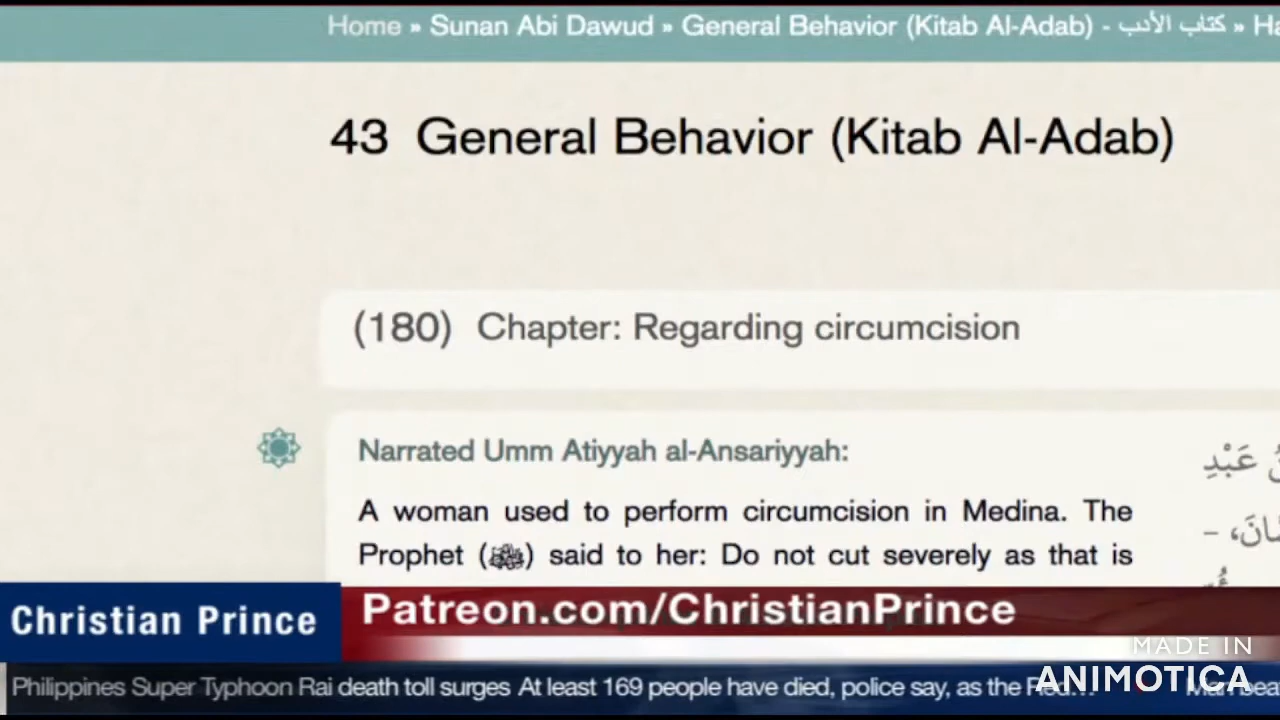 Home » Sunan Abi Dawud » General Behavior (Kitab Al-Adab) - كتاب الأدب » Ha
43 General Behavior (Kitab Al-Adab)
(180) Chapter: Regarding circumcision
Narrated Umm Atiyyah al-Ansariyyah:
عَبْدِ
A woman used to perform circumcision in Medina. The
Prophet (ﷺ) said to her: Do not cut severely as that is
Christian Prince
Patreon.com/ChristianPrince
MADE IN
ANIMOTICA
Philippines Super Typhoon Rai death toll surges At least 169 people have died, police say, as the